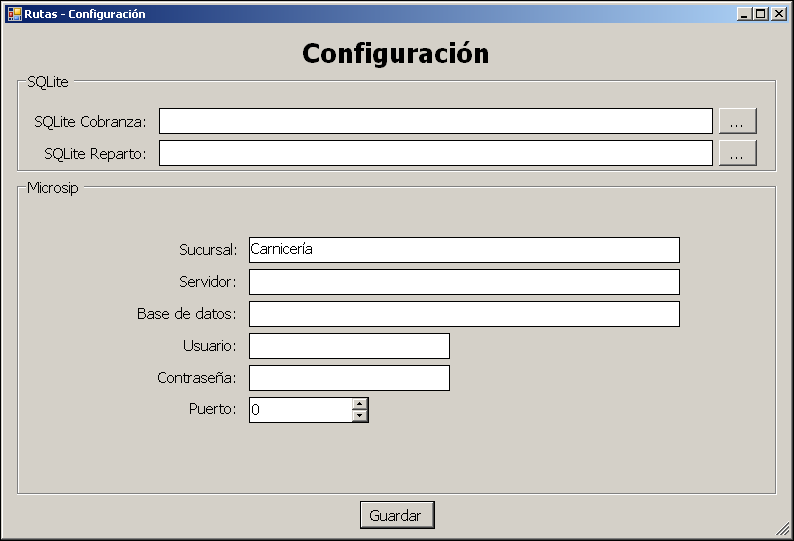 Rutas - Configuración
Configuración
SQLite
SQLite Cobranza:
...
SQLite Reparto:
...
Microsip
Sucursal: Carnicería
Servidor:
Base de datos:
Usuario:
Contraseña:
Puerto: 0
Guardar